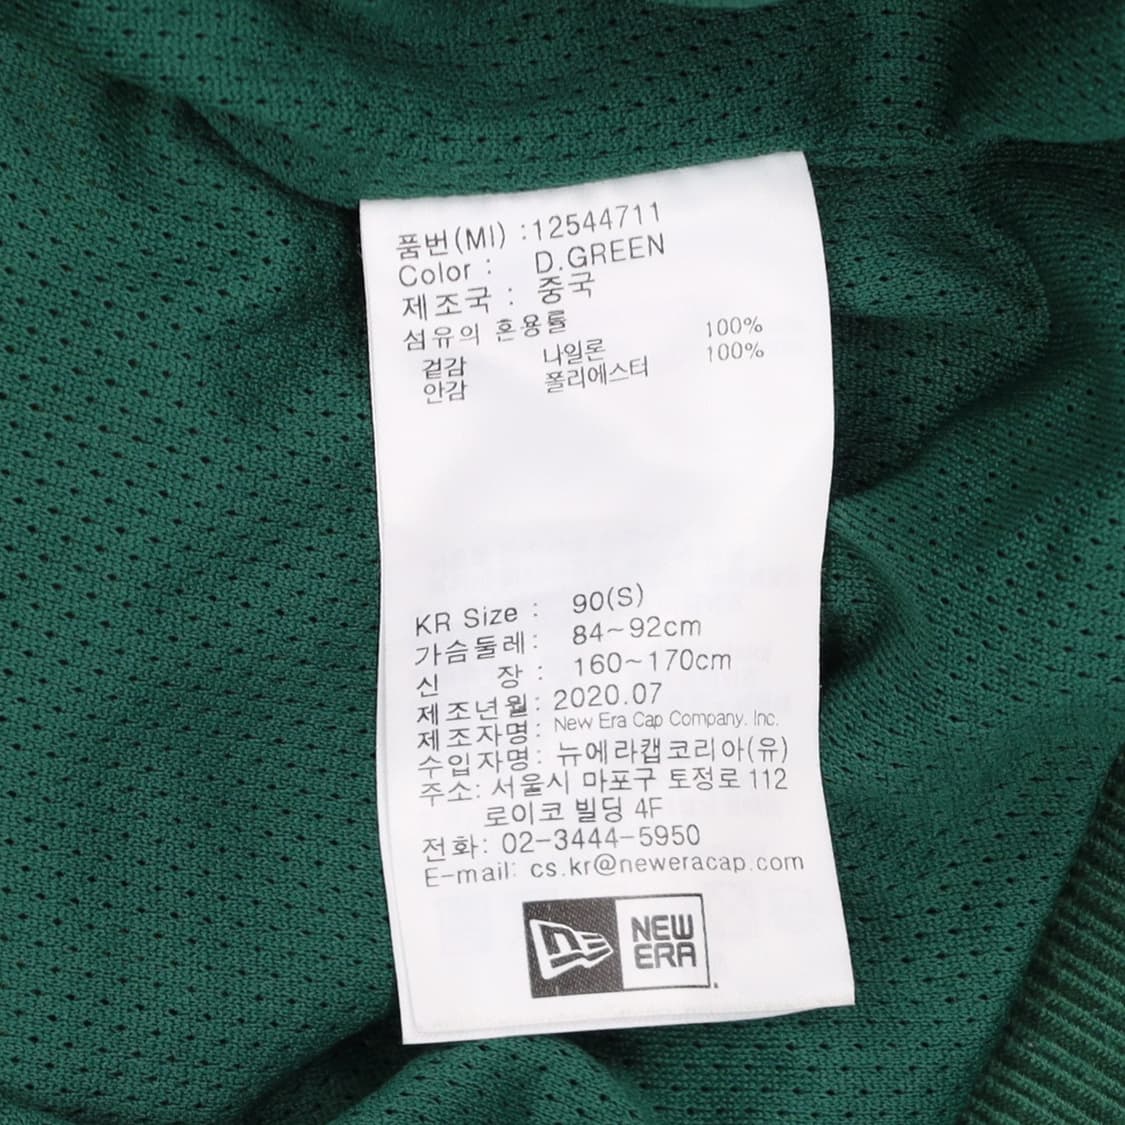 품번(MI) :12544711
Color : D.GREEN
제조국 : 중국
섬유의 혼용률
겉감 나일론 100%
안감 폴리에스터 100%
KR Size : 90(S)
가슴둘레: 84~92cm
신 장 : 160~170cm
제조년월: 2020.07
제조자명: New Era Cap Company. Inc.
수입자명: 뉴에라캡코리아(유)
주소: 서울시 마포구 토정로 112
로이코 빌딩 4F
전화: 02-3444-5950
E-mail: cs.kr@neweracap.com
NEW
ERA